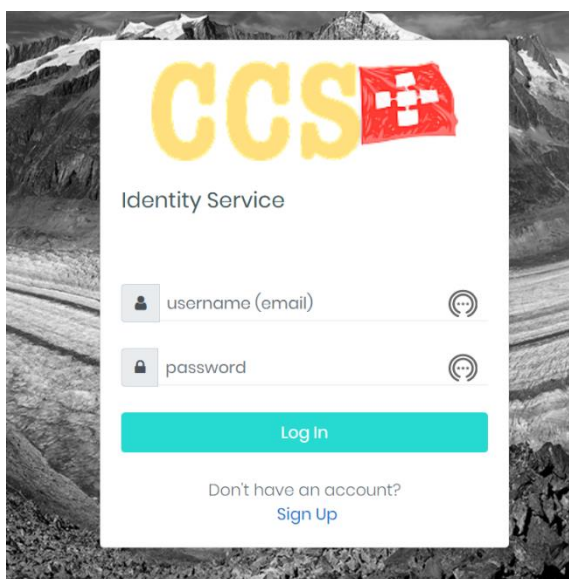 CCS
Identity Service
username (email)
password
Log In
Don't have an account?
Sign Up